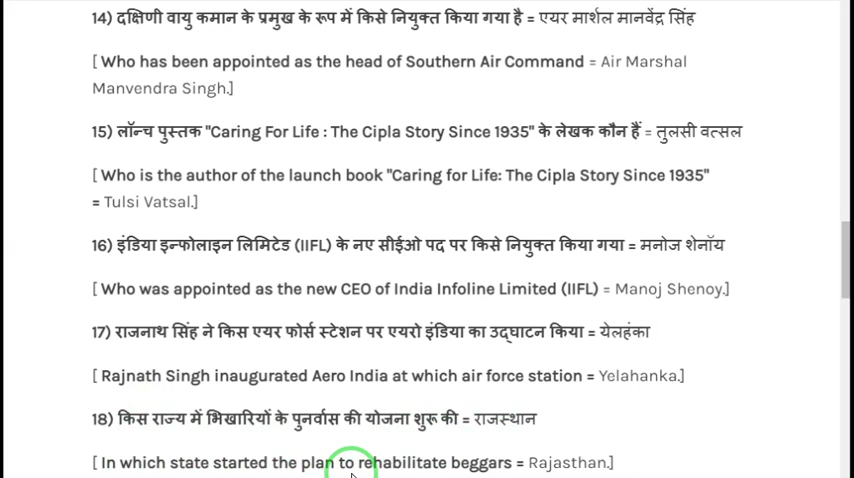 14) दक्षिणी वायु कमान के प्रमुख के रूप में किसे नियुक्त किया गया है = एयर मार्शल मानवेंद्र सिंह
[ Who has been appointed as the head of Southern Air Command = Air Marshal
Manvendra Singh.]
15) लॉन्च पुस्तक "Caring For Life : The Cipla Story Since 1935" के लेखक कौन हैं = तुलसी वत्सल
[ Who is the author of the launch book "Caring for Life: The Cipla Story Since 1935"
= Tulsi Vatsal.]
16) इंडिया इन्फोलाइन लिमिटेड (IIFL) के नए सीईओ पद पर किसे नियुक्त किया गया = मनोज शेनॉय
[ Who was appointed as the new CEO of India Infoline Limited (IIFL) = Manoj Shenoy.]
17) राजनाथ सिंह ने किस एयर फोर्स स्टेशन पर एयरो इंडिया का उद्घाटन किया = येलहंका
[ Rajnath Singh inaugurated Aero India at which air force station = Yelahanka.]
18) किस राज्य में भिखारियों के पुनर्वास की योजना शुरू की = राजस्थान
[ In which state started the plan to rehabilitate beggars = Rajasthan.]